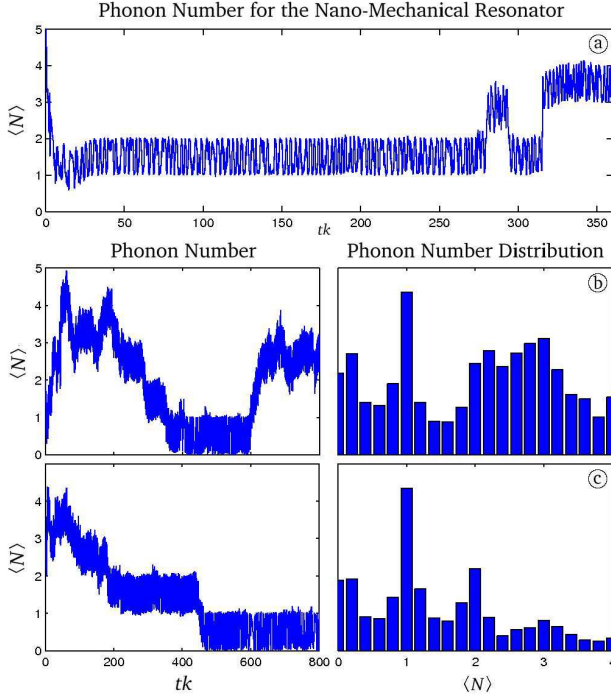 Phonon Number for the Nano-Mechanical Resonator
5
4
3
2
1
0
⟨N⟩
a
0 50 100 150 200 250 300 350
tk
Phonon Number Phonon Number Distribution
5
4
3
2
1
0
⟨N⟩
b
4
3
2
1
0
⟨N⟩
c
0 200 400 600 800 0 1 2 3 4
tk ⟨N⟩